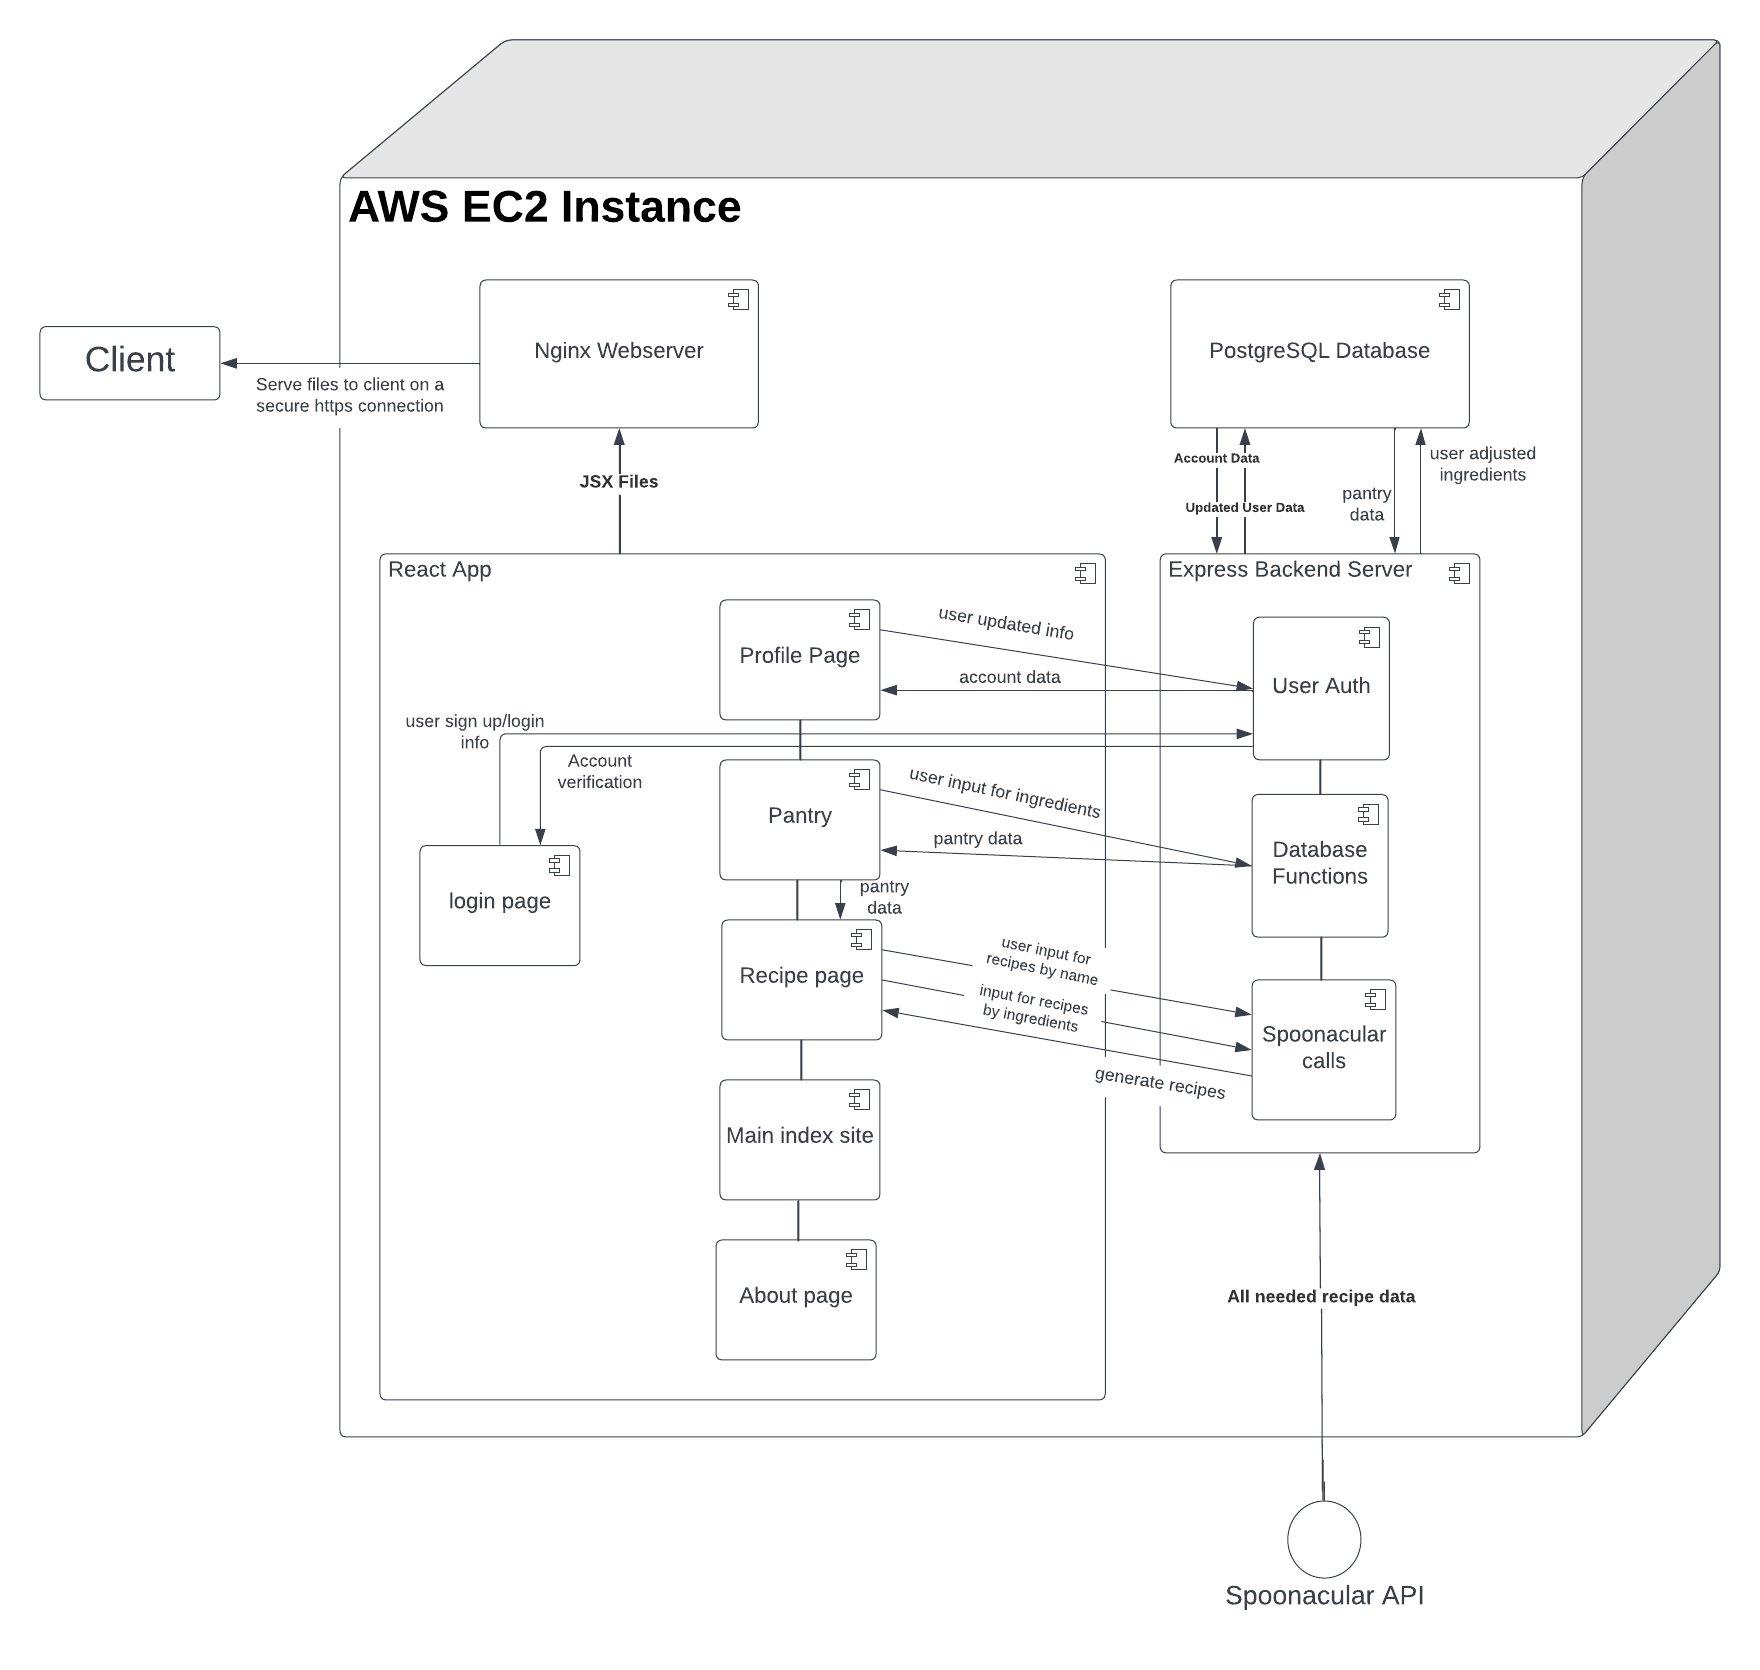 AWS EC2 Instance
Client
Serve files to client on a
secure https connection
Nginx Webserver
PostgreSQL Database
JSX Files
Account Data
Updated User Data
pantry
data
user adjusted
ingredients
React App
Express Backend Server
Profile Page
user updated info
account data
User Auth
user sign up/login
info
Account
verification
Pantry
user input for ingredients
pantry data
Database
Functions
login page
pantry
data
Recipe page
user input for
recipes by name
input for recipes
by ingredients
generate recipes
Spoonacular
calls
Main index site
About page
All needed recipe data
Spoonacular API